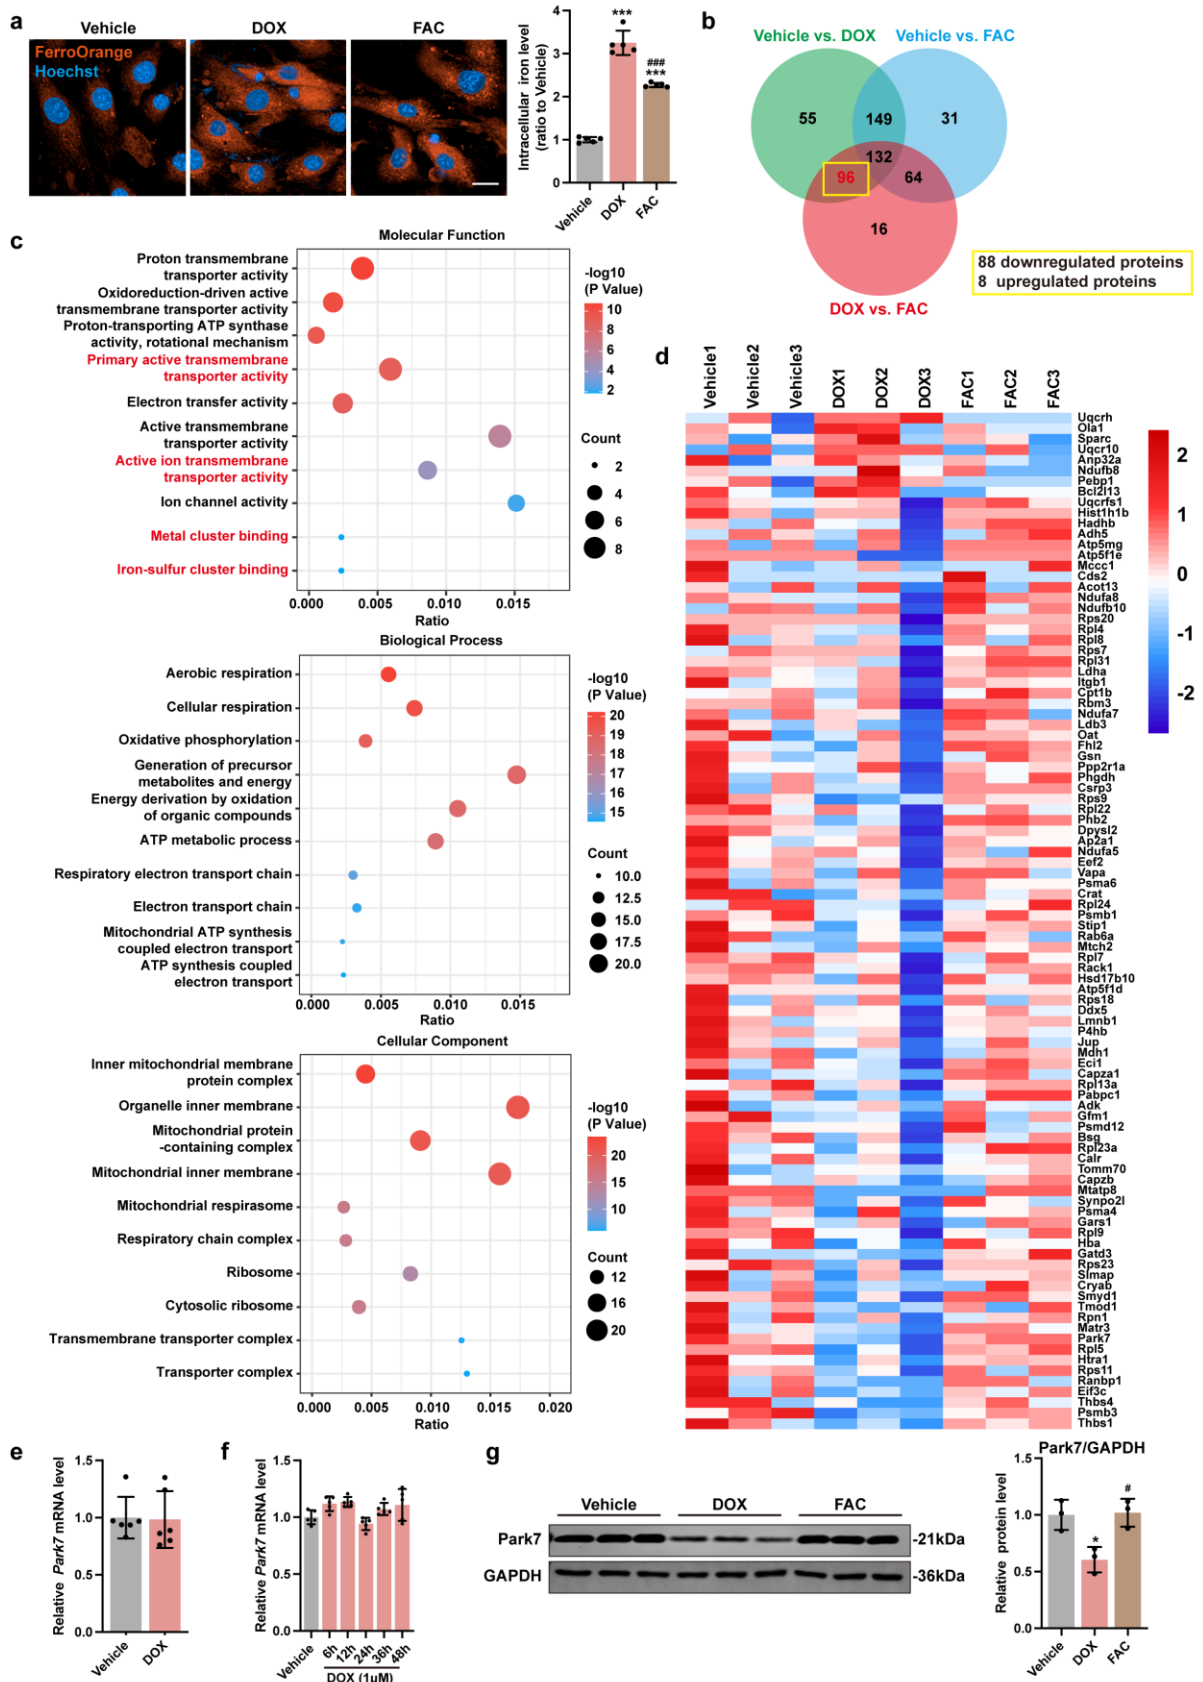 a
Vehicle
DOX
FAC
FerroOrange
Hoechst
Intracellular iron level
(ratio to Vehicle)
4
3
2
1
0
***
###
***
Vehicle
DOX
FAC
b
Vehicle vs. DOX
Vehicle vs. FAC
55
149
31
132
96
64
16
DOX vs. FAC
88 downregulated proteins
8 upregulated proteins
c
Molecular Function
Proton transmembrane
transporter activity
Oxidoreduction-driven active
transmembrane transporter activity
Proton-transporting ATP synthase
activity, rotational mechanism
Primary active transmembrane
transporter activity
Electron transfer activity
Active transmembrane
transporter activity
Active ion transmembrane
transporter activity
Ion channel activity
Metal cluster binding
Iron-sulfur cluster binding
0.000
0.005
0.010
0.015
Ratio
-log10
(P Value)
10
8
6
4
2
Count
2
4
6
8
Biological Process
Aerobic respiration
Cellular respiration
Oxidative phosphorylation
Generation of precursor
metabolites and energy
Energy derivation by oxidation
of organic compounds
ATP metabolic process
Respiratory electron transport chain
Electron transport chain
Mitochondrial ATP synthesis
coupled electron transport
ATP synthesis coupled
electron transport
0.000
0.005
0.010
0.015
Ratio
-log10
(P Value)
20
19
18
17
16
15
Count
10.0
12.5
15.0
17.5
20.0
Cellular Component
Inner mitochondrial membrane
protein complex
Organelle inner membrane
Mitochondrial protein
-containing complex
Mitochondrial inner membrane
Mitochondrial respirasome
Respiratory chain complex
Ribosome
Cytosolic ribosome
Transmembrane transporter complex
Transporter complex
0.000
0.005
0.010
0.015
0.020
Ratio
-log10
(P Value)
20
15
10
Count
12
16
20
d
Vehicle1
Vehicle2
Vehicle3
DOX1
DOX2
DOX3
FAC1
FAC2
FAC3
Uqcrh
Ola1
Sparc
Uqcr10
Anp32a
Ndufb8
Pebp1
Bcl2l13
Uqcrfs1
Hist1h1b
Hadhb
Adh5
Atp5mg
Atp5f1e
Mccc1
Cds2
Acot13
Ndufa8
Ndufb10
Rps20
Rpl4
Rpl8
Rps7
Rpl31
Ldha
Itgb1
Cpt1b
Rbm3
Ndufa7
Ldb3
Oat
Fhl2
Gsn
Ppp2r1a
Phgdh
Csrp3
Rps9
Rpl22
Phb2
Dpysl2
Ap2a1
Ndufa5
Eef2
Vapa
Psma6
Crat
Rpl24
Psmb1
Stip1
Rab6a
Mtch2
Rpl7
Rack1
Hsd17b10
Atp5f1d
Rps18
Ddx5
Lmnb1
P4hb
Jup
Mdh1
Eci1
Capza1
Rpl13a
Pabpc1
Adk
Gfm1
Psmd12
Bsg
Rpl23a
Calr
Tomm70
Capzb
Mtatp8
Synpo2l
Psma4
Gars1
Rpl9
Hba
Gatd3
Rps23
Slmap
Cryab
Smyd1
Tmod1
Rpn1
Matr3
Park7
Rpl5
Htra1
Rps11
Ranbp1
Eif3c
Thbs4
Psmb3
Thbs1
2
1
0
-1
-2
e
Relative Park7 mRNA level
1.5
1.0
0.5
0.0
Vehicle
DOX
f
Relative Park7 mRNA level
1.5
1.0
0.5
0.0
Vehicle
6h
12h
24h
36h
48h
DOX (1uM)
g
Vehicle
DOX
FAC
Park7
-21kDa
GAPDH
-36kDa
Park7/GAPDH
Relative protein level
1.5
1.0
0.5
0.0
*
#
Vehicle
DOX
FAC